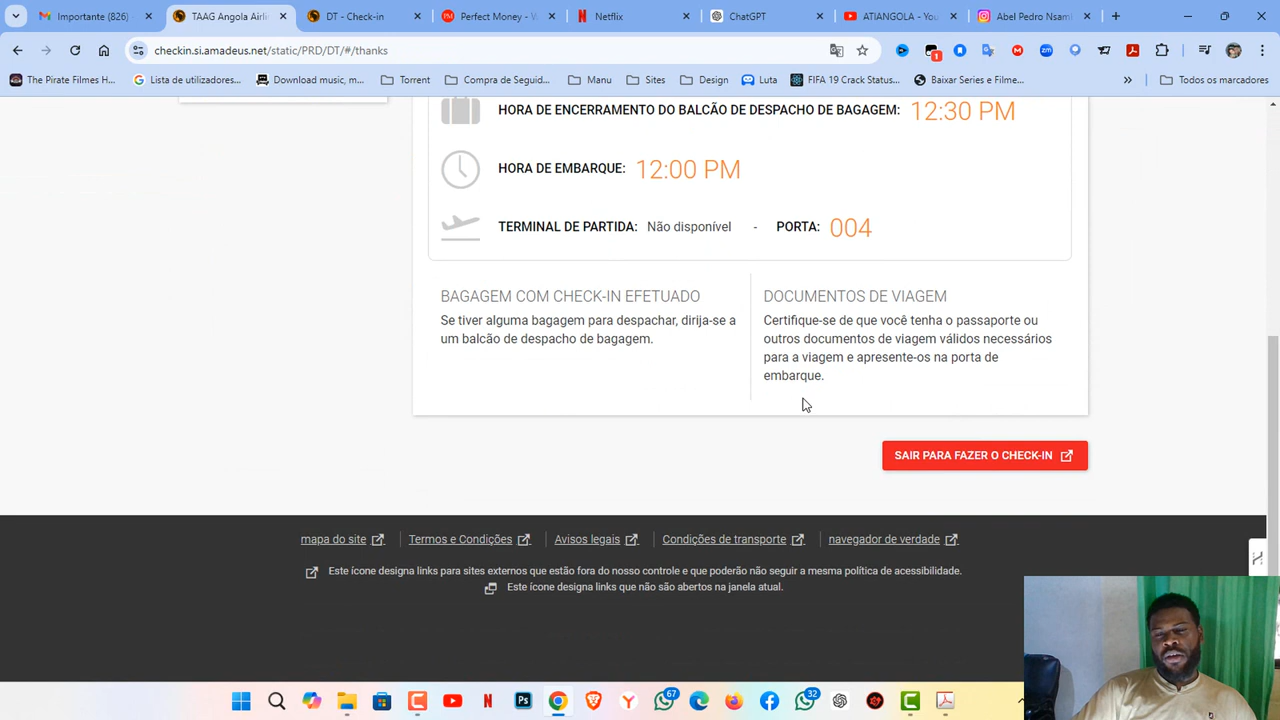 Importante (826)
TAAG Angola Airli
DT - Check-in
Perfect Money - W
Netflix
ChatGPT
ATIANGOLA - You
Abel Pedro Nsami
checkin.si.amadeus.net/static/PRD/DT/#/thanks
The Pirate Filmes H...
Lista de utilizadores...
Download music, m...
Torrent
Compra de Seguid...
Manu
Sites
Design
Luta
FIFA 19 Crack Status...
Baixar Series e Filme...
»
Todos os marcadores
HORA DE ENCERRAMENTO DO BALCÃO DE DESPACHO DE BAGAGEM: 12:30 PM
HORA DE EMBARQUE: 12:00 PM
TERMINAL DE PARTIDA: Não disponível - PORTA: 004
BAGAGEM COM CHECK-IN EFETUADO
Se tiver alguma bagagem para despachar, dirija-se a
um balcão de despacho de bagagem.
DOCUMENTOS DE VIAGEM
Certifique-se de que você tenha o passaporte ou
outros documentos de viagem válidos necessários
para a viagem e apresente-os na porta de
embarque.
SAIR PARA FAZER O CHECK-IN
mapa do site
Termos e Condições
Avisos legales
Condições de transporte
navegador de verdade
Este ícone designa links para sites externos que estão fora do nosso controle e que poderão não seguir a mesma política de acessibilidade.
Este ícone designa links que não são abertos na janela atual.
67
32